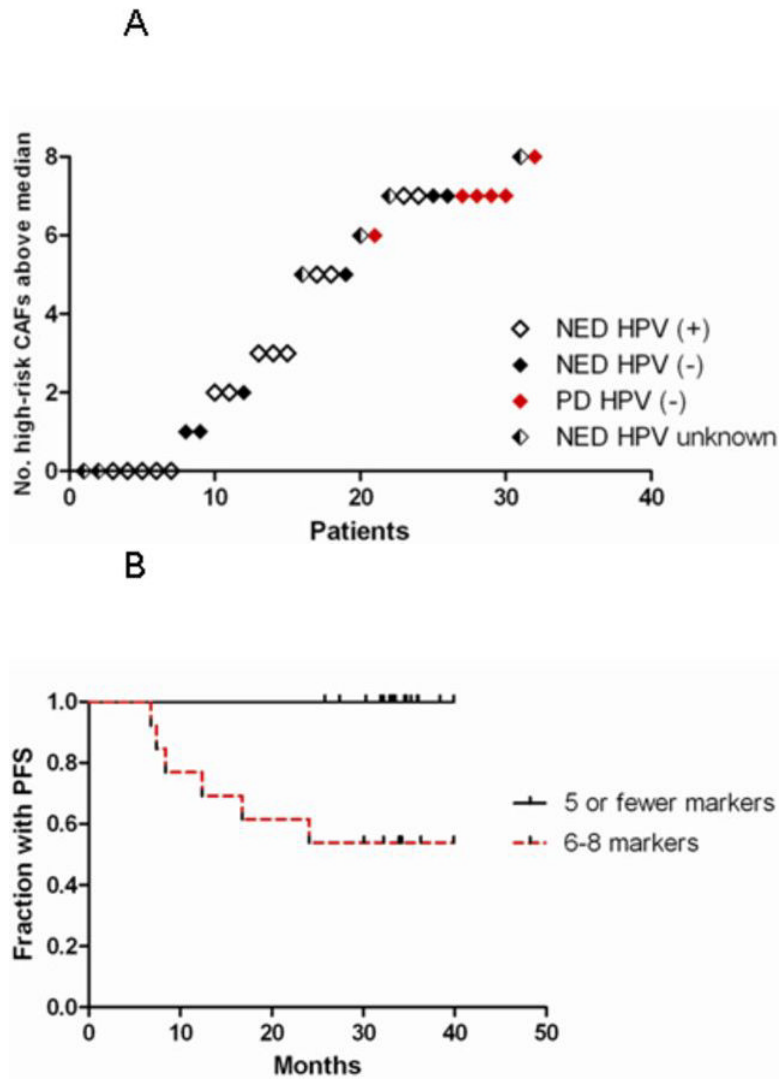 A
No. high-risk CAFs above median
8
6
4
2
0
0 10 20 30 40
Patients
NED HPV (+)
NED HPV (-)
PD HPV (-)
NED HPV unknown
B
Fraction with PFS
1.0
0.8
0.6
0.4
0.2
0.0
0 10 20 30 40 50
Months
5 or fewer markers
6-8 markers